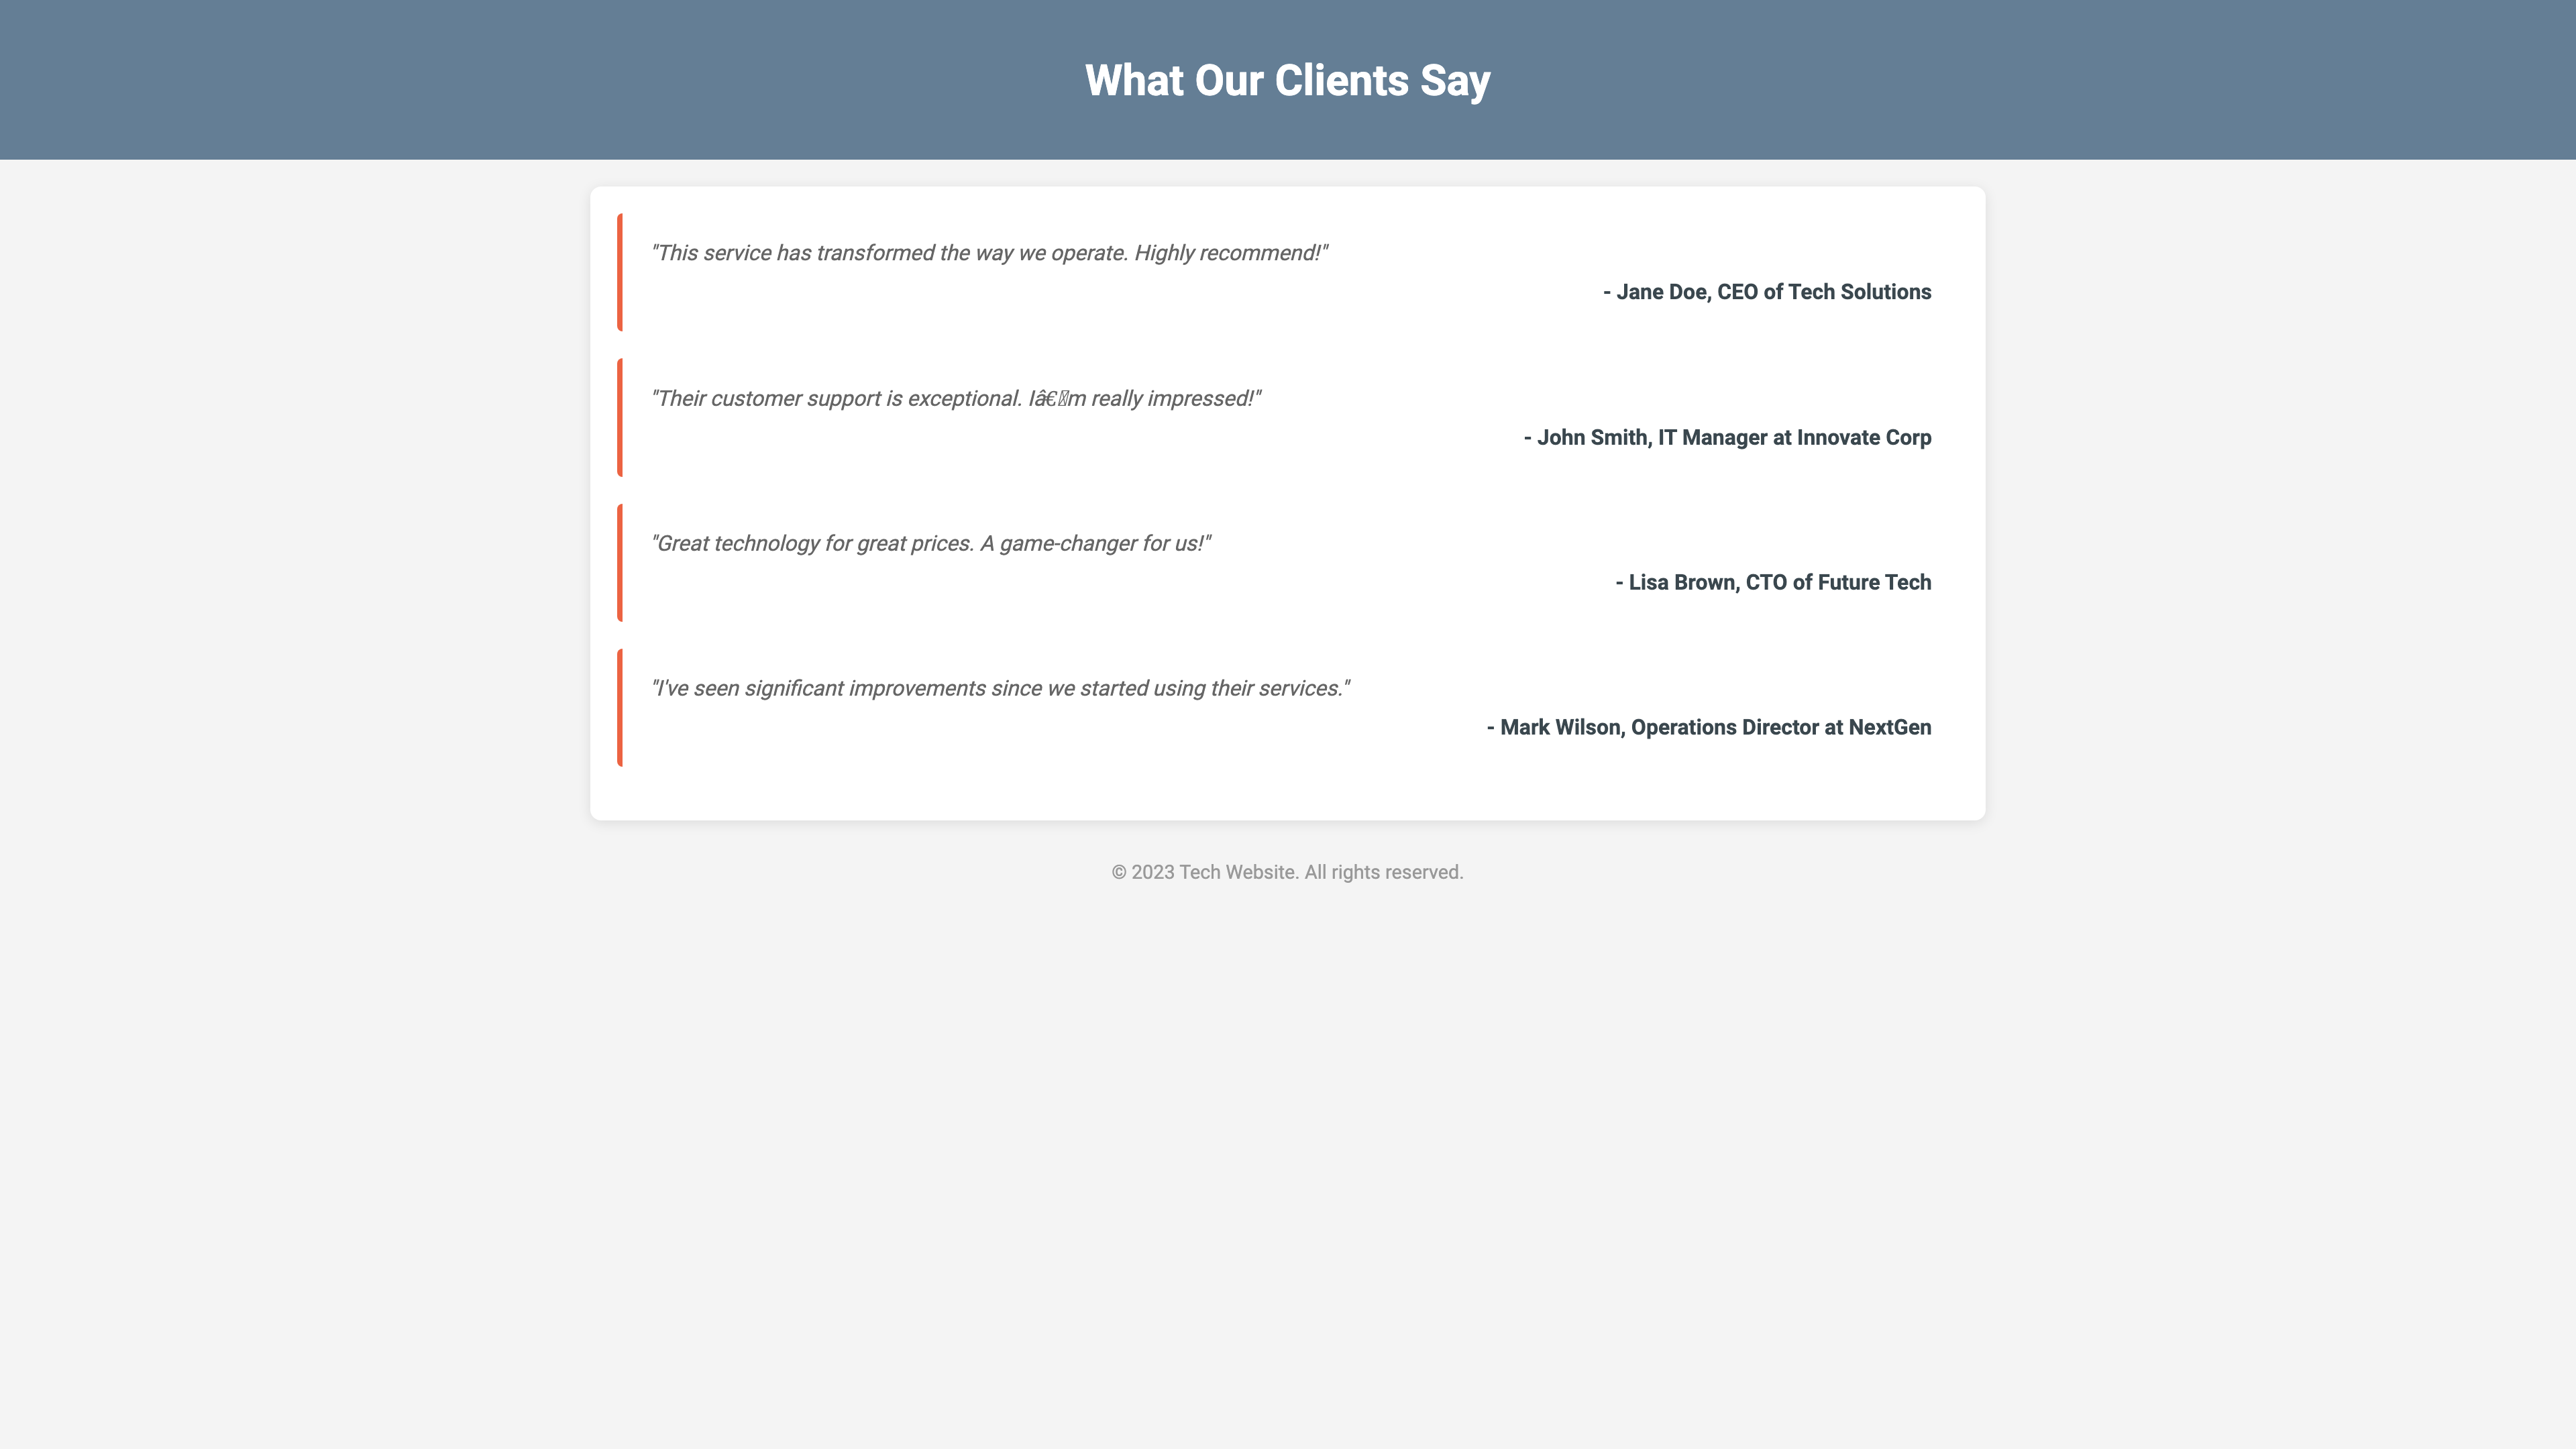 What Our Clients Say
"This service has transformed the way we operate. Highly recommend!"
- Jane Doe, CEO of Tech Solutions
"Their customer support is exceptional. Iâ€m really impressed!"
- John Smith, IT Manager at Innovate Corp
"Great technology for great prices. A game-changer for us!"
- Lisa Brown, CTO of Future Tech
"I've seen significant improvements since we started using their services."
- Mark Wilson, Operations Director at NextGen
© 2023 Tech Website. All rights reserved.